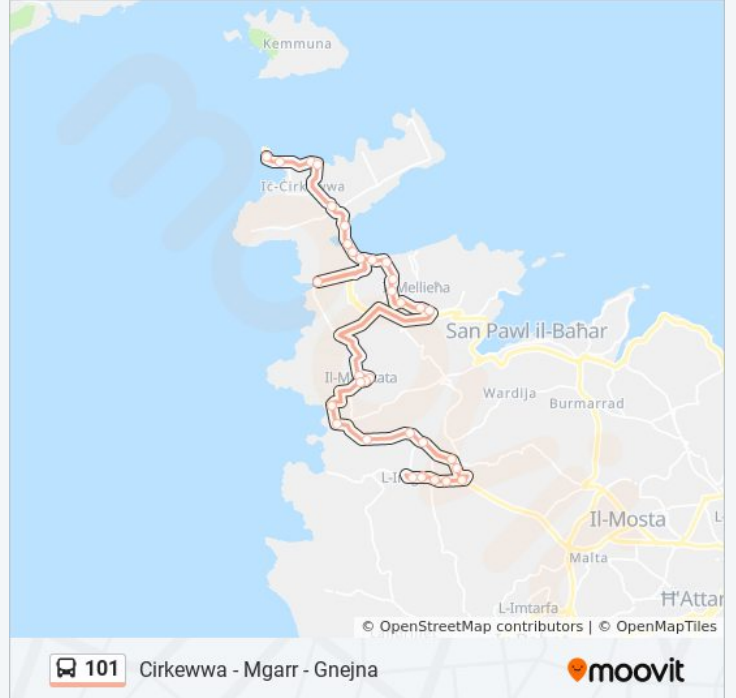 Kemmuna
Iċ-Ċirkewwa
Mellieħa
San Pawl il-Baħar
Wardija
Burmarrad
Il-Mosta
Malta
Ħ'Attar
L-Imtarfa
© OpenStreetMap contributors | © OpenMapTiles
101 Cirkewwa - Mgarr - Gnejna
moovit